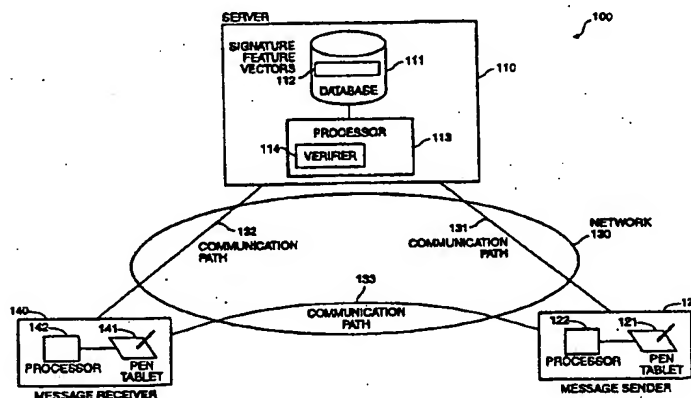 SERVER
100
SIGNATURE
FEATURE
VECTORS
112
111
DATABASE
110
PROCESSOR
113
114
VERIFIER
132
131
NETWORK
130
COMMUNICATION
PATH
COMMUNICATION
PATH
133
COMMUNICATION
PATH
140
142
141
PROCESSOR
PEN
TABLET
MESSAGE RECEIVER
12
122
121
PROCESSOR
PEN
TABLET
MESSAGE SENDER